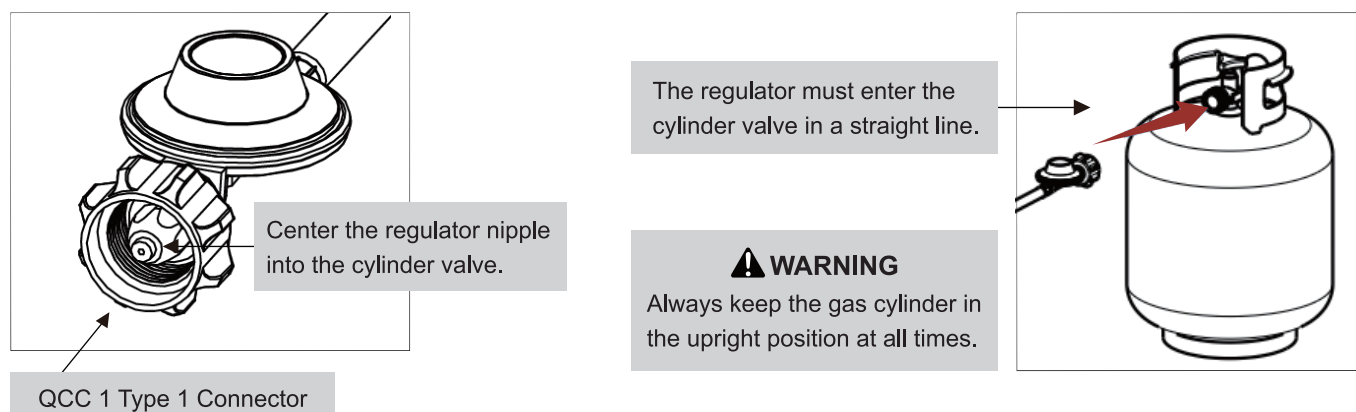 Center the regulator nipple
into the cylinder valve.
QCC 1 Type 1 Connector
The regulator must enter the
cylinder valve in a straight line.
WARNING
Always keep the gas cylinder in
the upright position at all times.